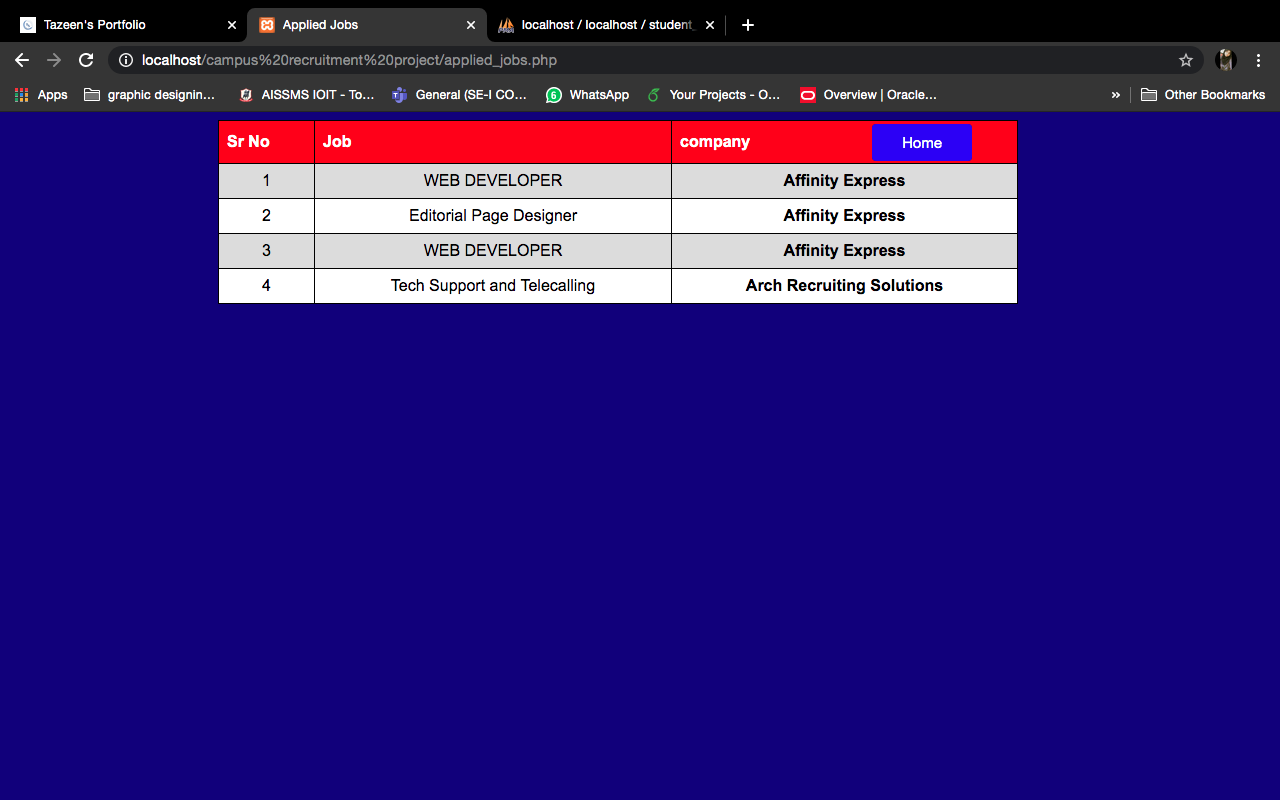 Tazeen's Portfolio
Applied Jobs
localhost / localhost / student_
localhost/campus%20recruitment%20project/applied_jobs.php
Apps
graphic designin...
AISSMS IOIT - To...
General (SE-I CO...
6
WhatsApp
Your Projects - O...
Overview | Oracle...
»
Other Bookmarks
Sr No Job company Home
1 WEB DEVELOPER Affinity Express
2 Editorial Page Designer Affinity Express
3 WEB DEVELOPER Affinity Express
4 Tech Support and Telecalling Arch Recruiting Solutions